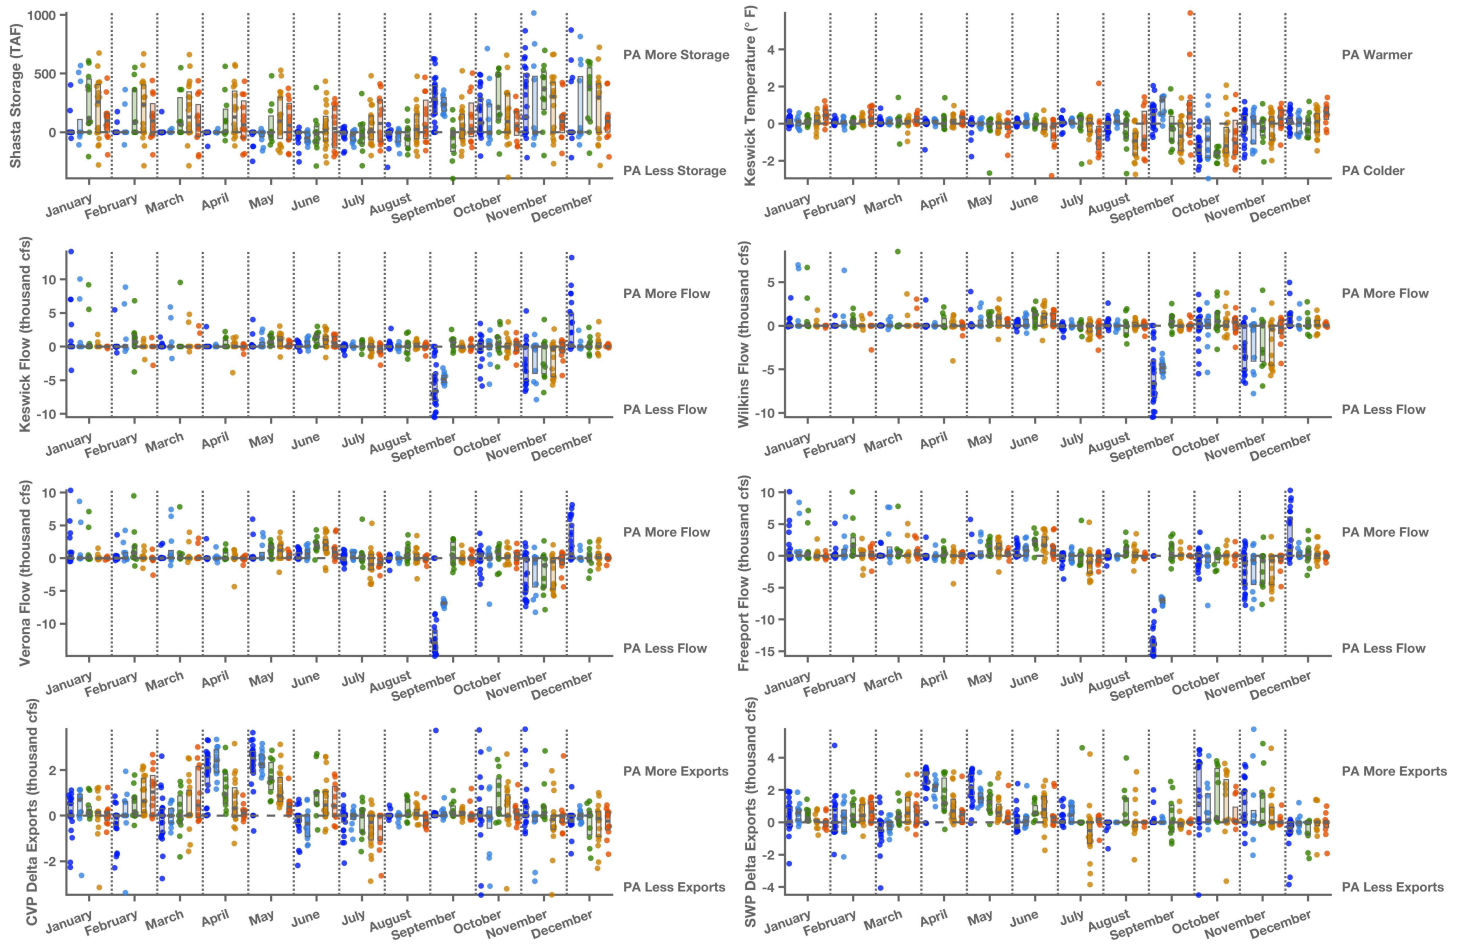 Shasta Storage (TAF)
1000
500
0
PA More Storage
PA Less Storage
January February March April May June July August September October November December
Keswick Temperature (° F)
4
2
0
-2
PA Warmer
PA Colder
January February March April May June July August September October November December
Keswick Flow (thousand cfs)
10
5
0
-5
-10
PA More Flow
PA Less Flow
January February March April May June July August September October November December
Wilkins Flow (thousand cfs)
5
0
-5
-10
PA More Flow
PA Less Flow
January February March April May June July August September October November December
Verona Flow (thousand cfs)
10
5
0
-5
-10
PA More Flow
PA Less Flow
January February March April May June July August September October November December
Freeport Flow (thousand cfs)
10
5
0
-5
-10
-15
PA More Flow
PA Less Flow
January February March April May June July August September October November December
CVP Delta Exports (thousand cfs)
2
0
-2
PA More Exports
PA Less Exports
January February March April May June July August September October November December
SWP Delta Exports (thousand cfs)
4
2
0
-2
-4
PA More Exports
PA Less Exports
January February March April May June July August September October November December